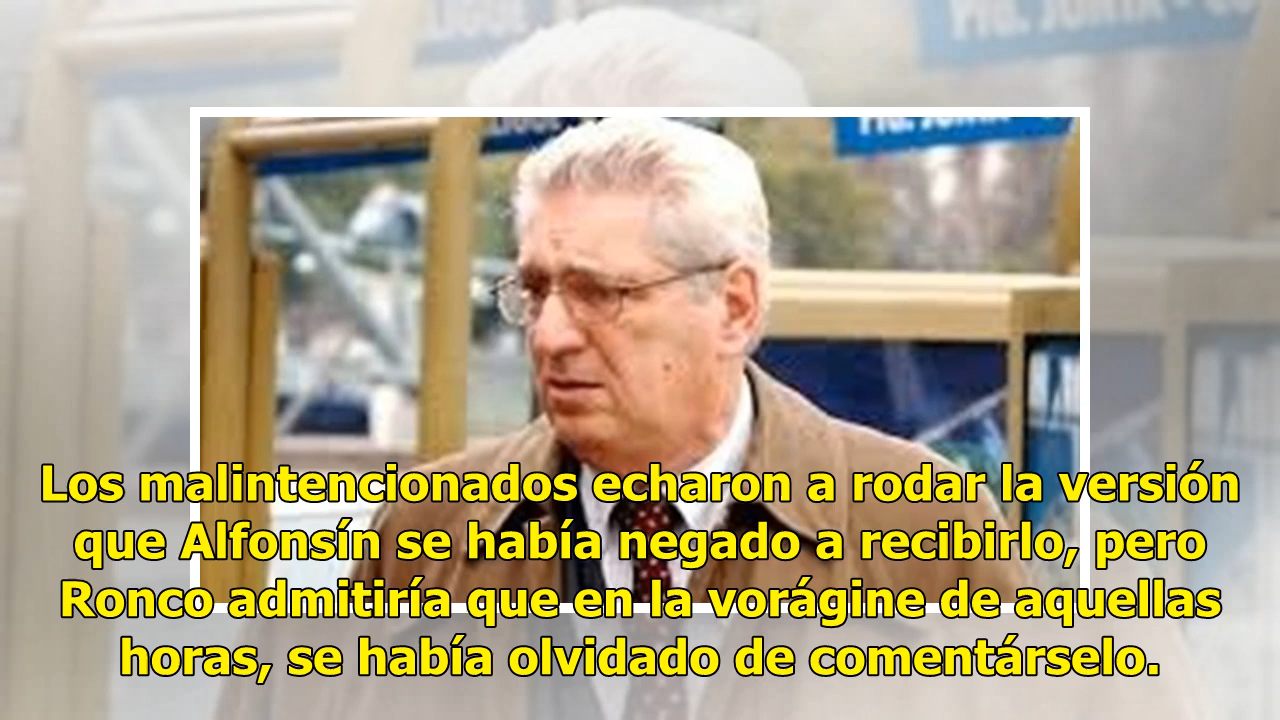 Los malintencionados echaron a rodar la versión
que Alfonsín se había negado a recibirlo, pero
Ronco admitiría que en la vorágine de aquellas
horas, se había olvidado de comentárselo.